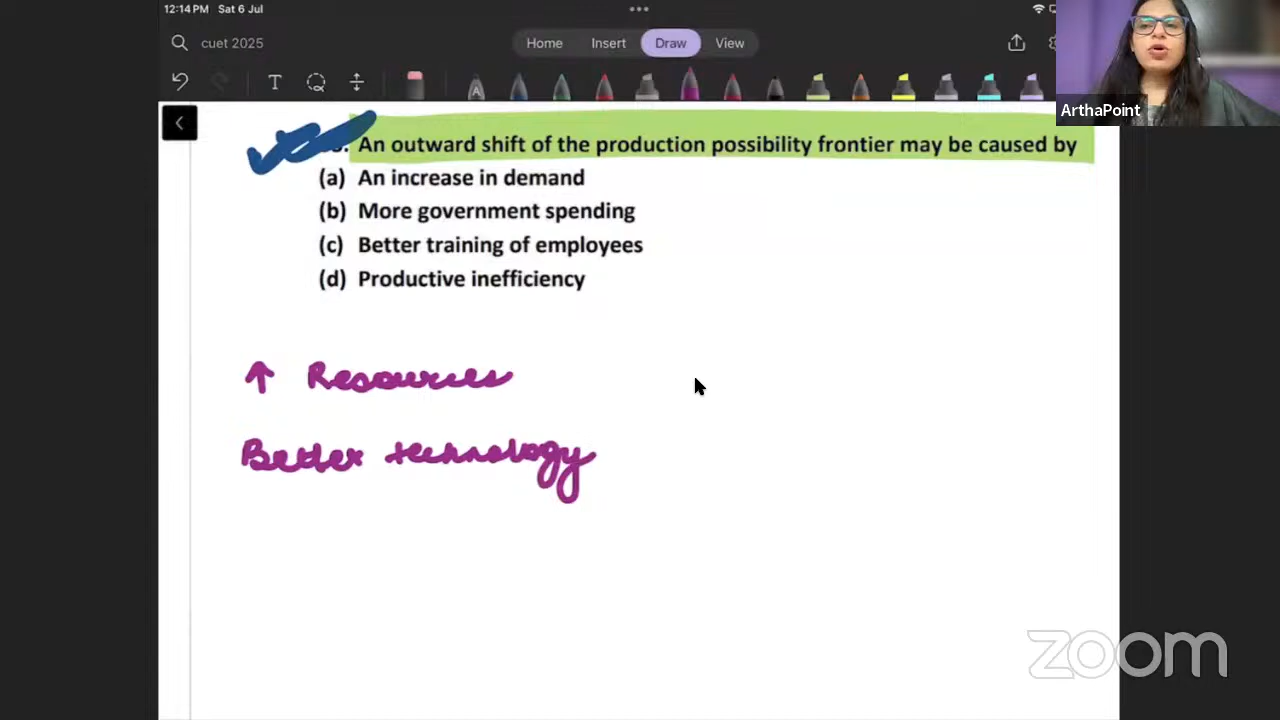 12:14 PM Sat 6 Jul
cuet 2025
Home Insert Draw View
ArthaPoint
An outward shift of the production possibility frontier may be caused by
(a) An increase in demand
(b) More government spending
(c) Better training of employees
(d) Productive inefficiency
↑ Resources
Better technology
zoom